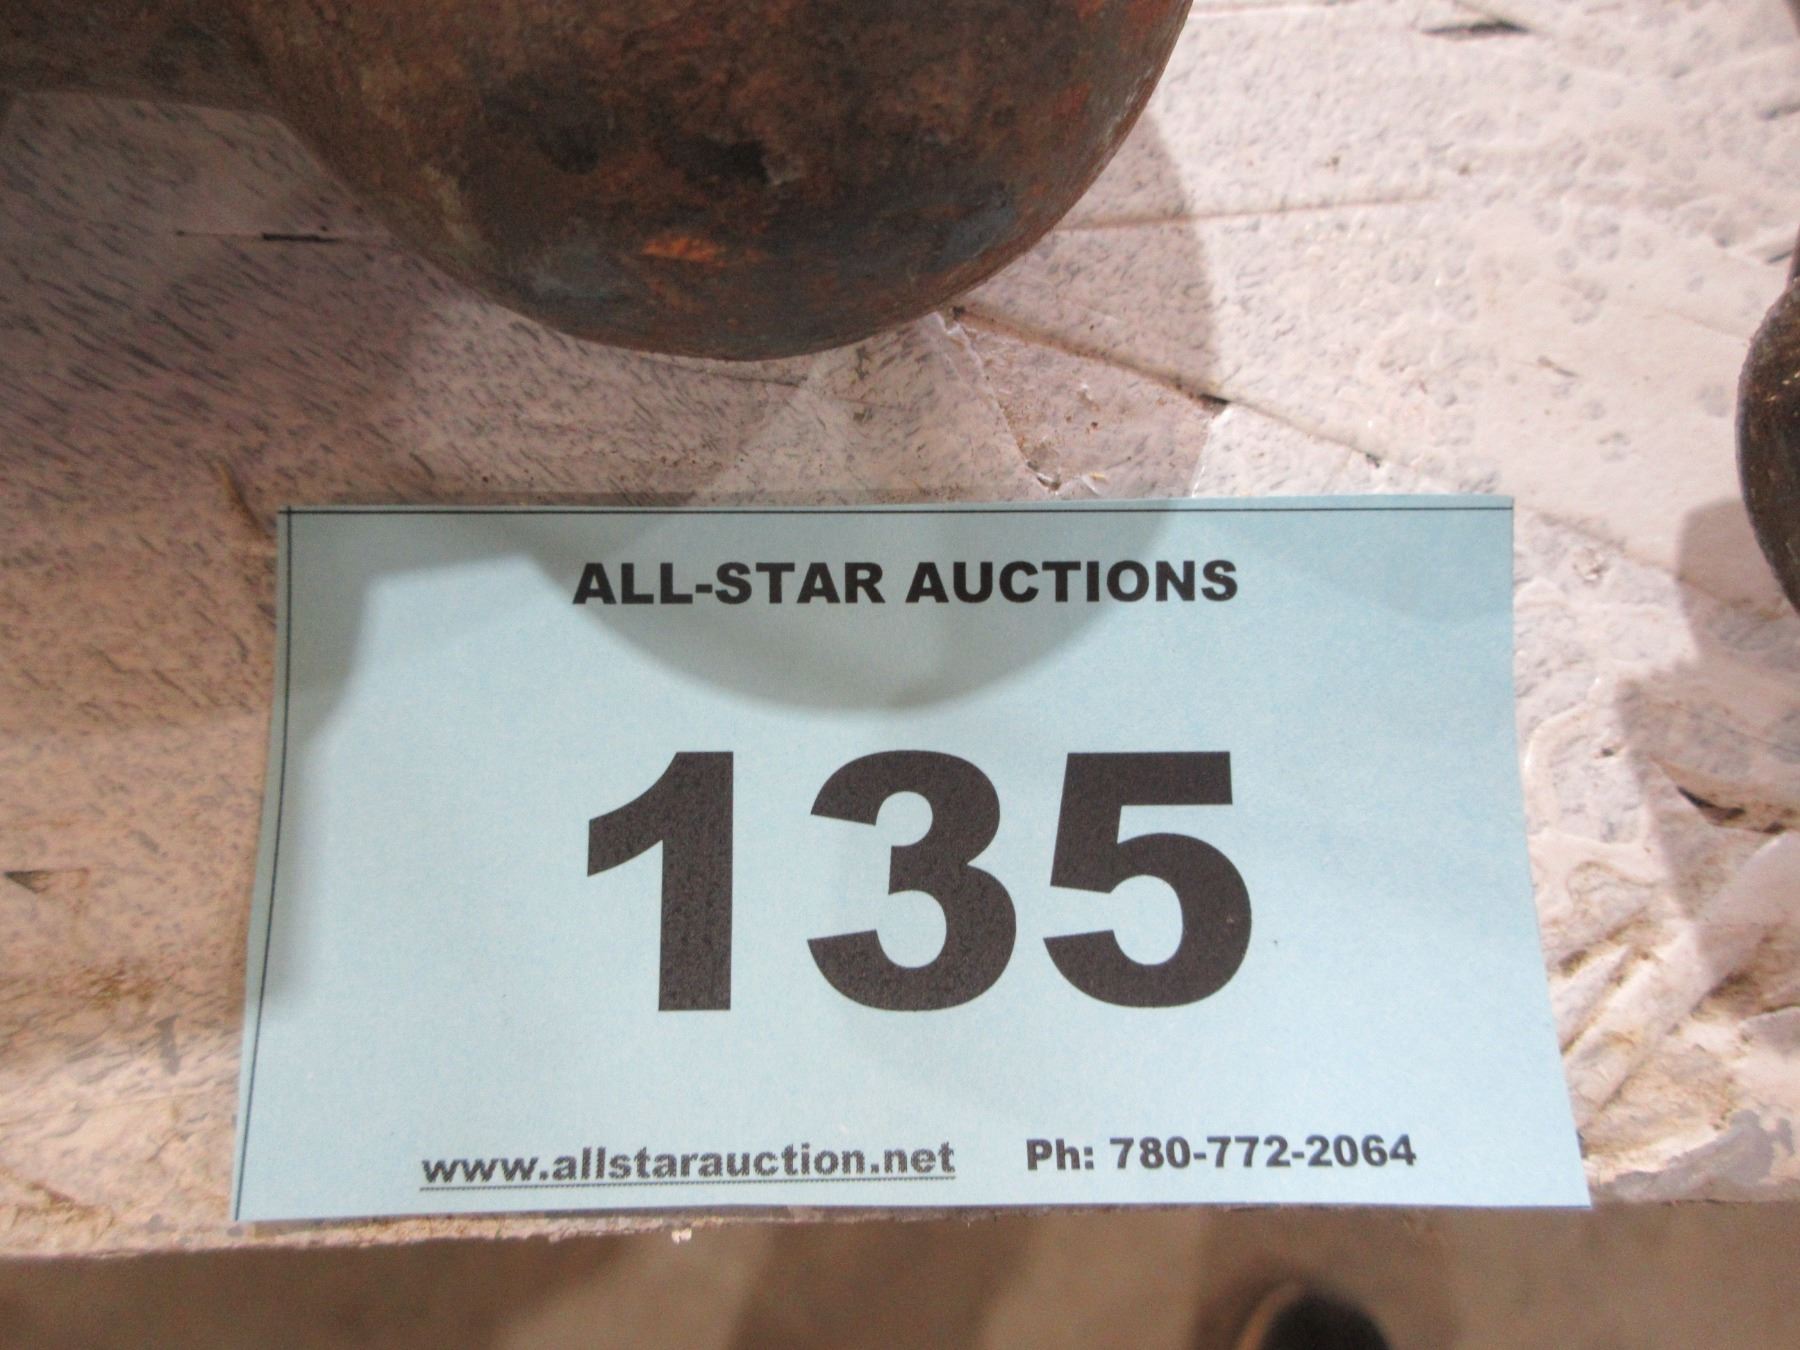 ALL-STAR AUCTIONS
135
www.allstarauction.net Ph: 780-772-2064